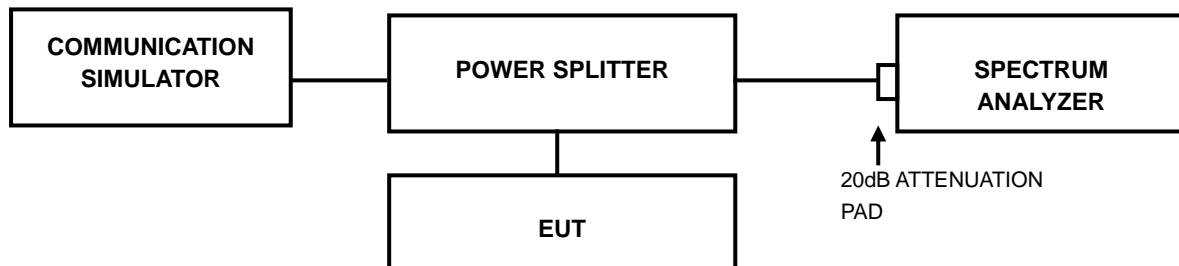 COMMUNICATION
SIMULATOR
POWER SPLITTER
SPECTRUM
ANALYZER
20dB ATTENUATION
PAD
EUT